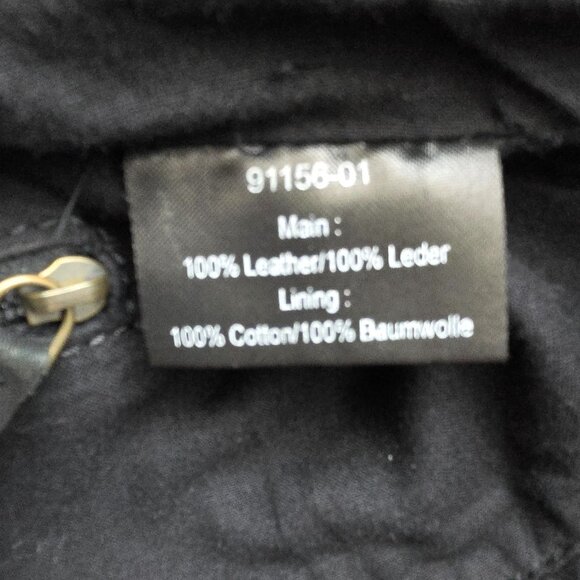 91156-01
Main :
100% Leather/100% Leder
Lining :
100% Cotton/100% Baumwolle